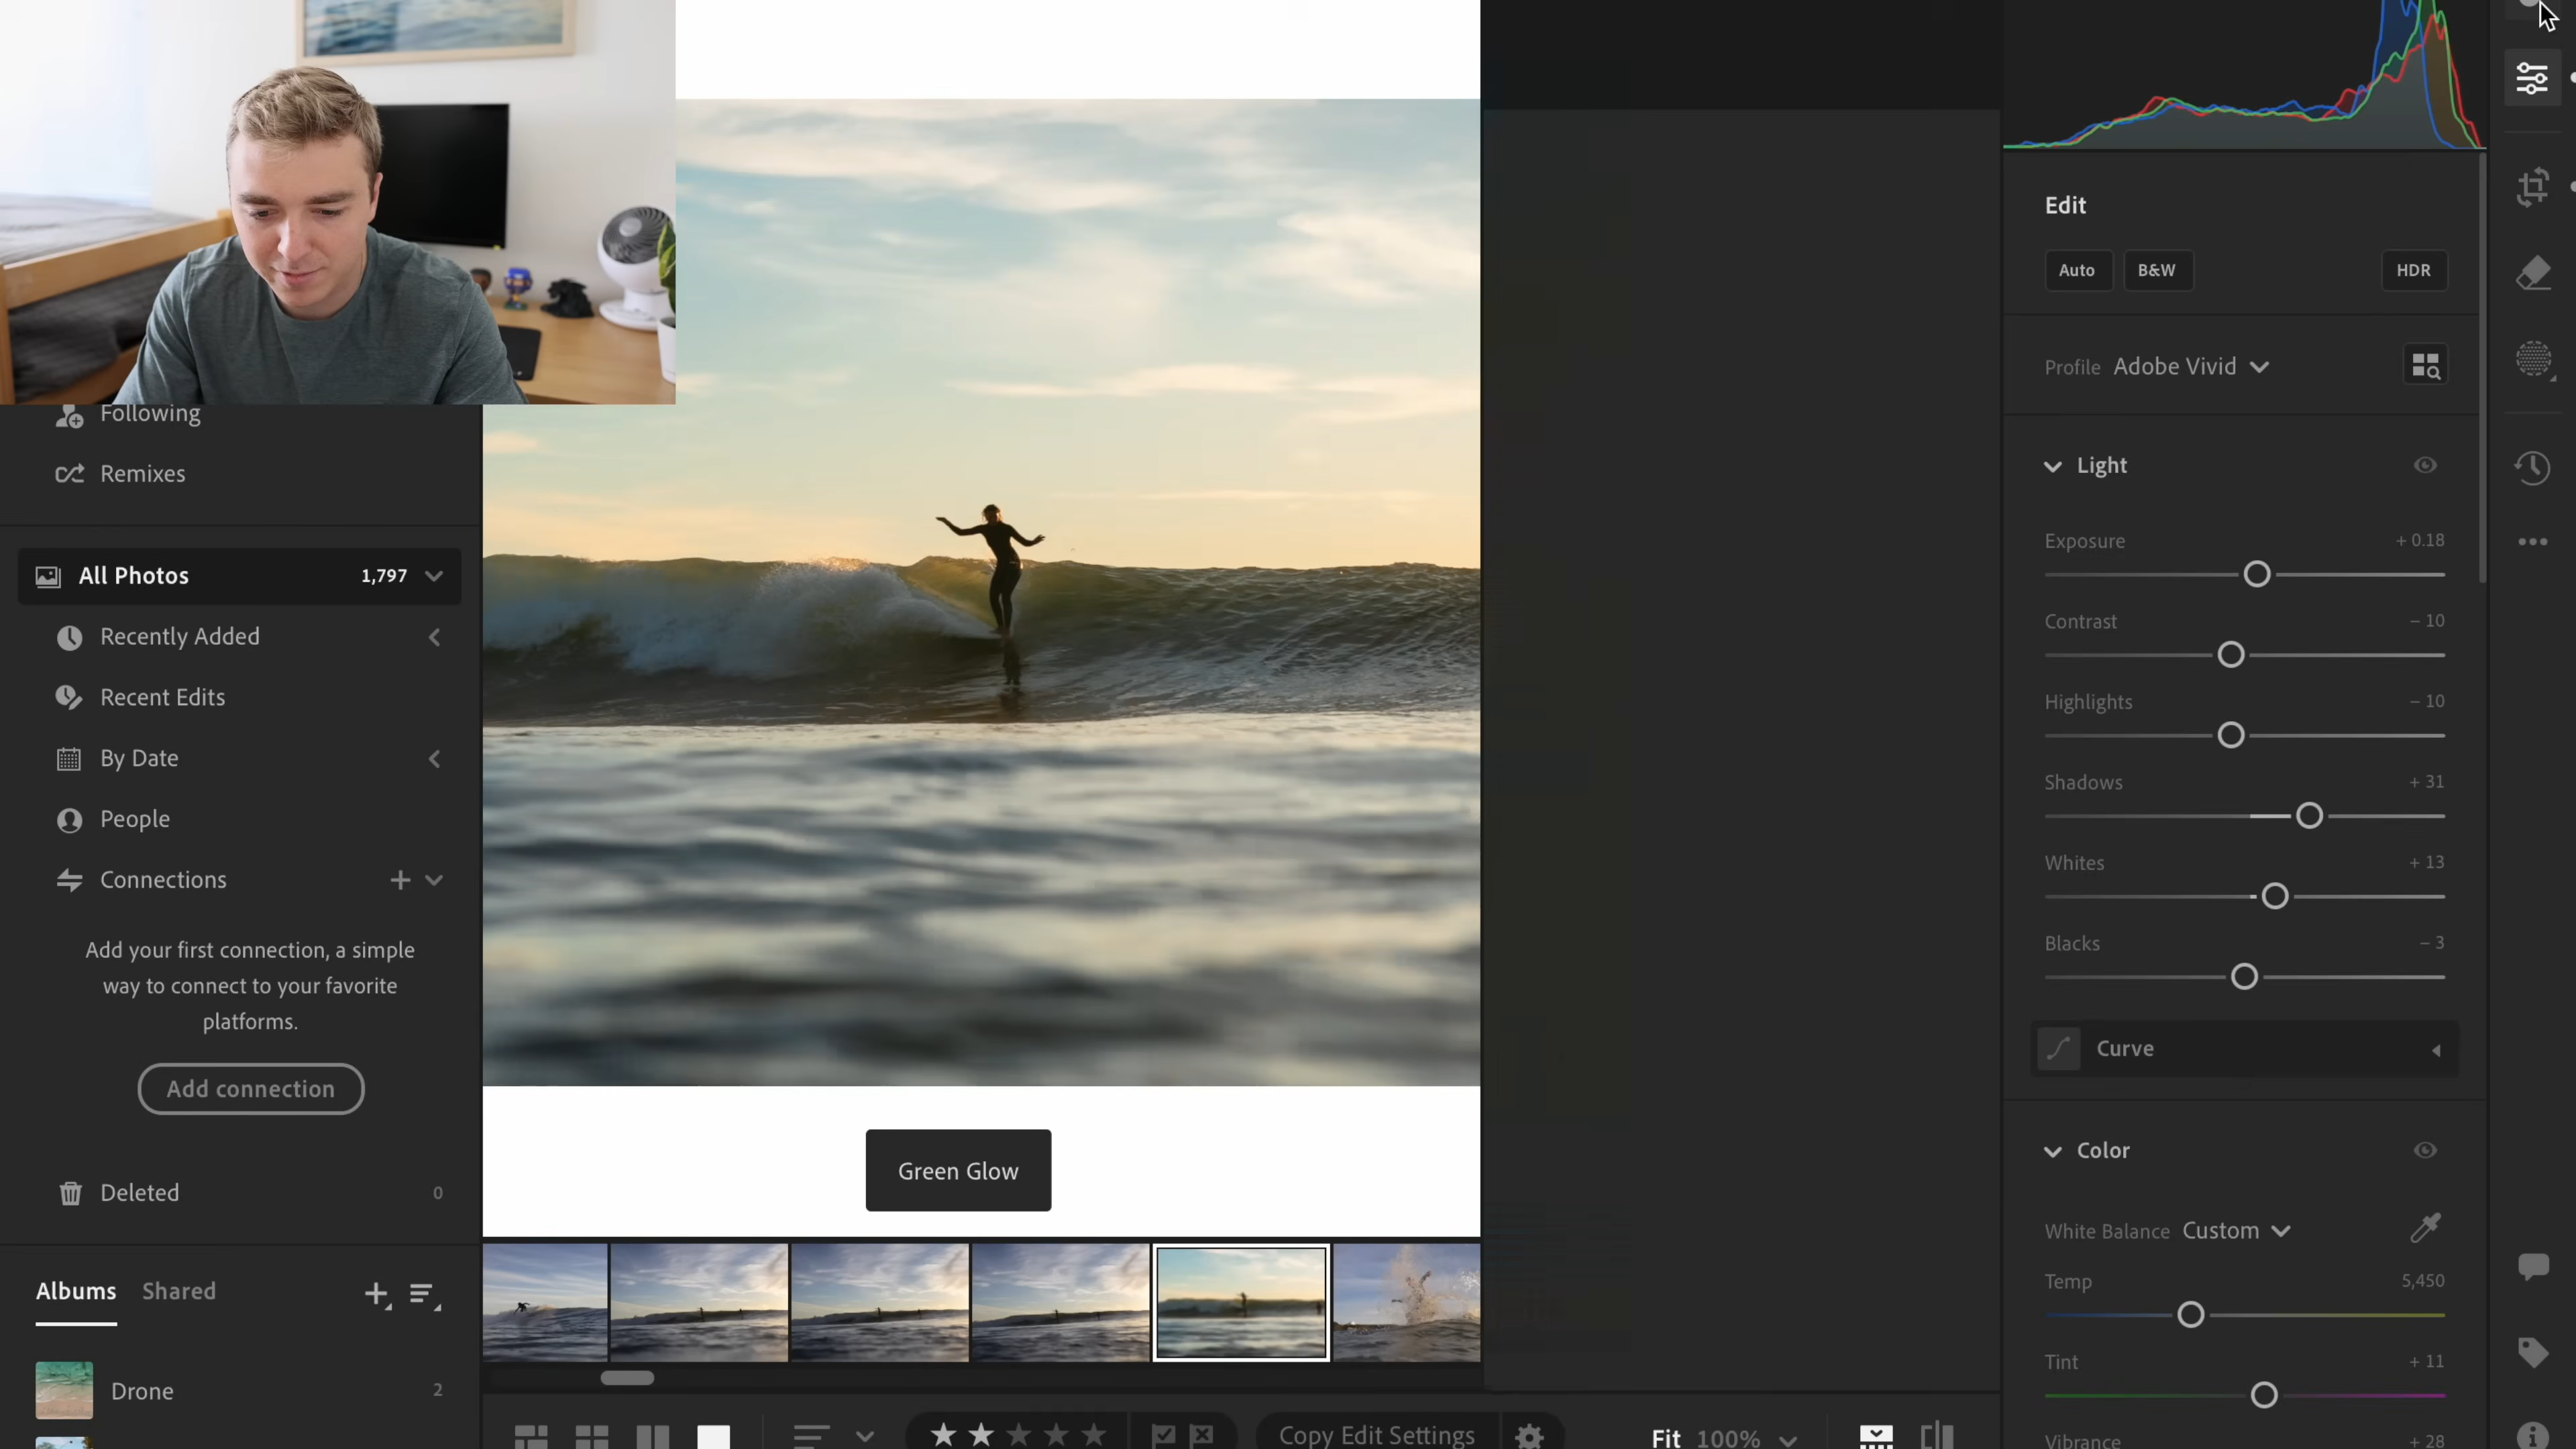 Following
Remixes
All Photos 1,797
Recently Added
Recent Edits
By Date
People
Connections
Add your first connection, a simple
way to connect to your favorite
platforms.
Add connection
Deleted 0
Albums Shared
Drone 2
Green Glow
Copy Edit Settings
Fit 100%
Edit
Auto B&W HDR
Profile Adobe Vivid
Light
Exposure + 0.18
Contrast – 10
Highlights – 10
Shadows + 31
Whites + 13
Blacks – 3
Curve
Color
White Balance Custom
Temp 5,450
Tint + 11
Vibrance + 28